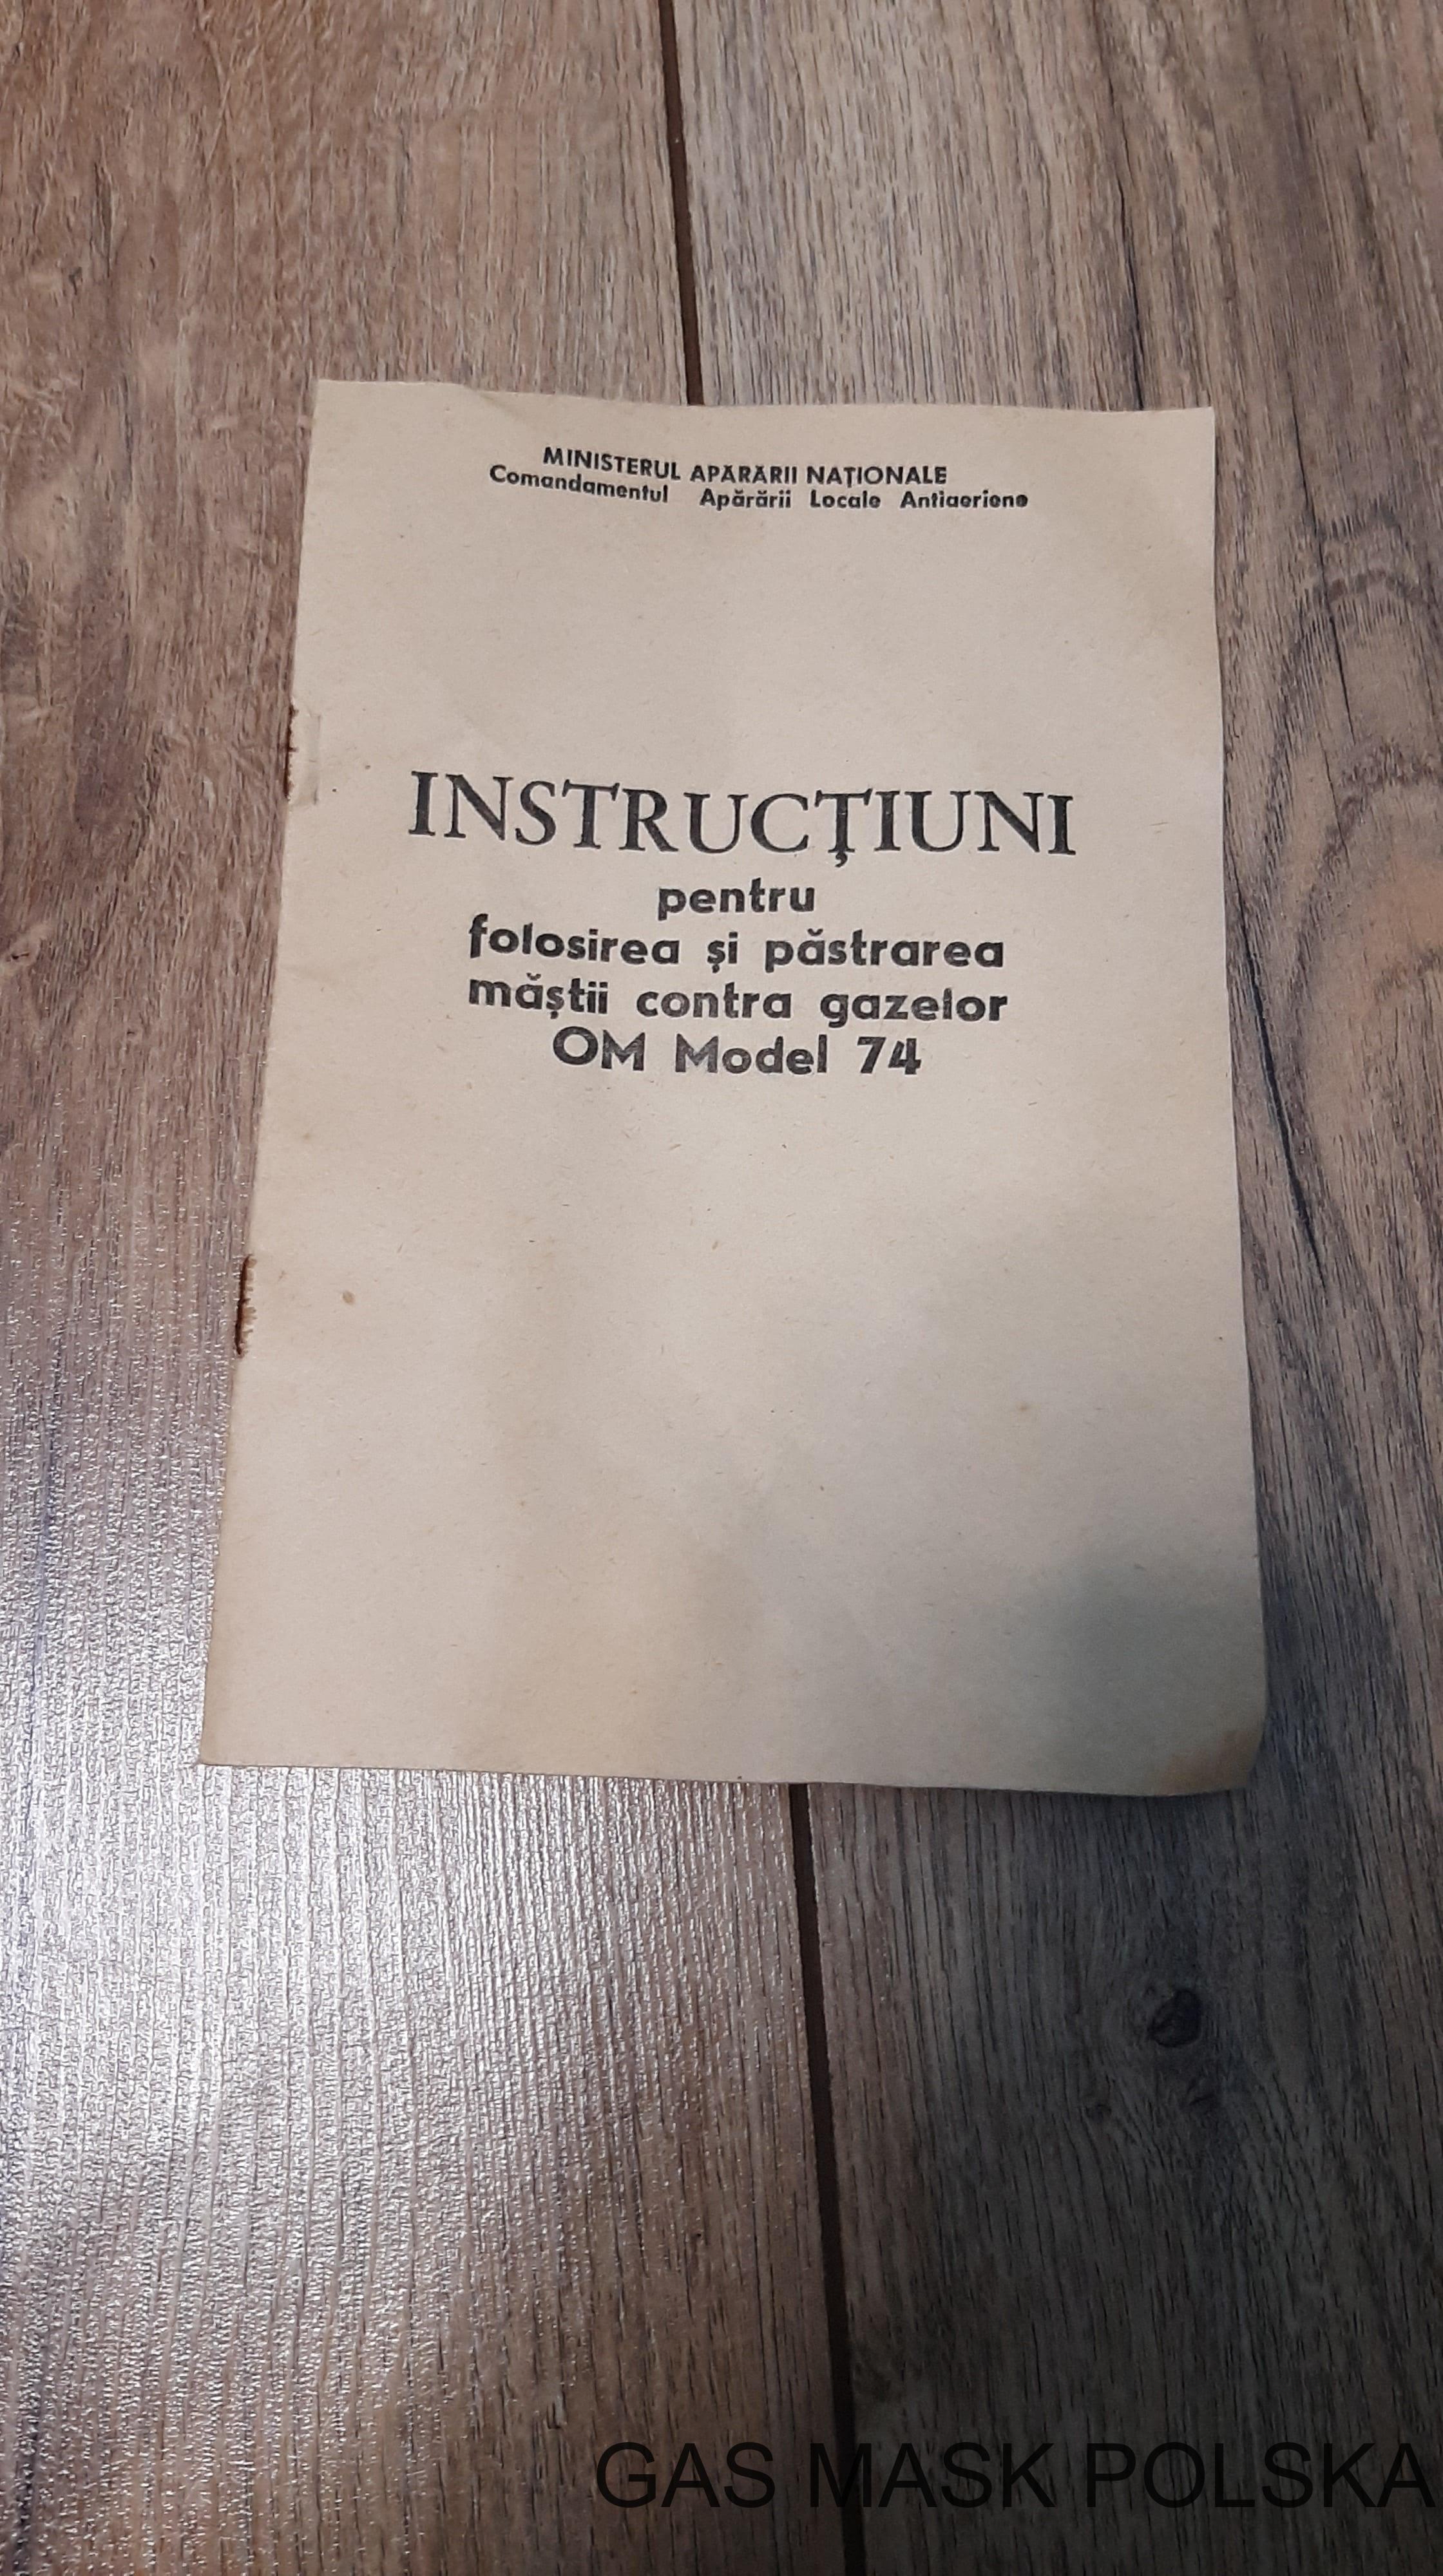 MINISTERUL APĂRĂRII NAȚIONALE
Comandamentul Apărării Locale Antiaeriene
INSTRUCȚIUNI
pentru
folosirea și păstrarea
măștii contra gazelor
OM Model 74
GAS MASK POLSKA